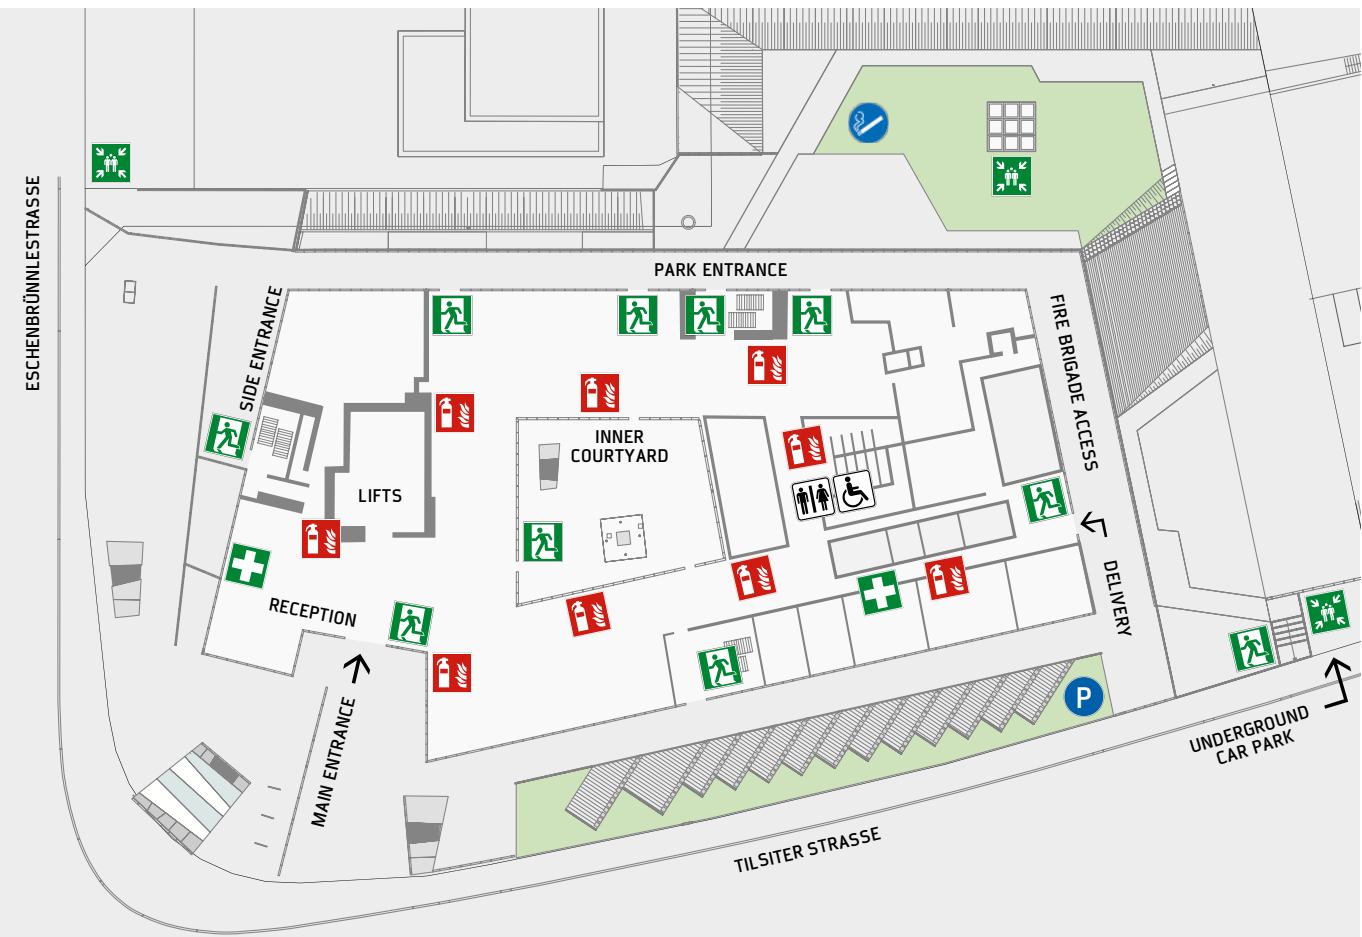 ESCHENBRÜNNLESTRASSE
PARK ENTRANCE
SIDE ENTRANCE
FIRE BRIGADE ACCESS
INNER
COURTYARD
LIFTS
RECEPTION
DELIVERY
MAIN ENTRANCE
P
UNDERGROUND
CAR PARK
TILSITER STRASSE